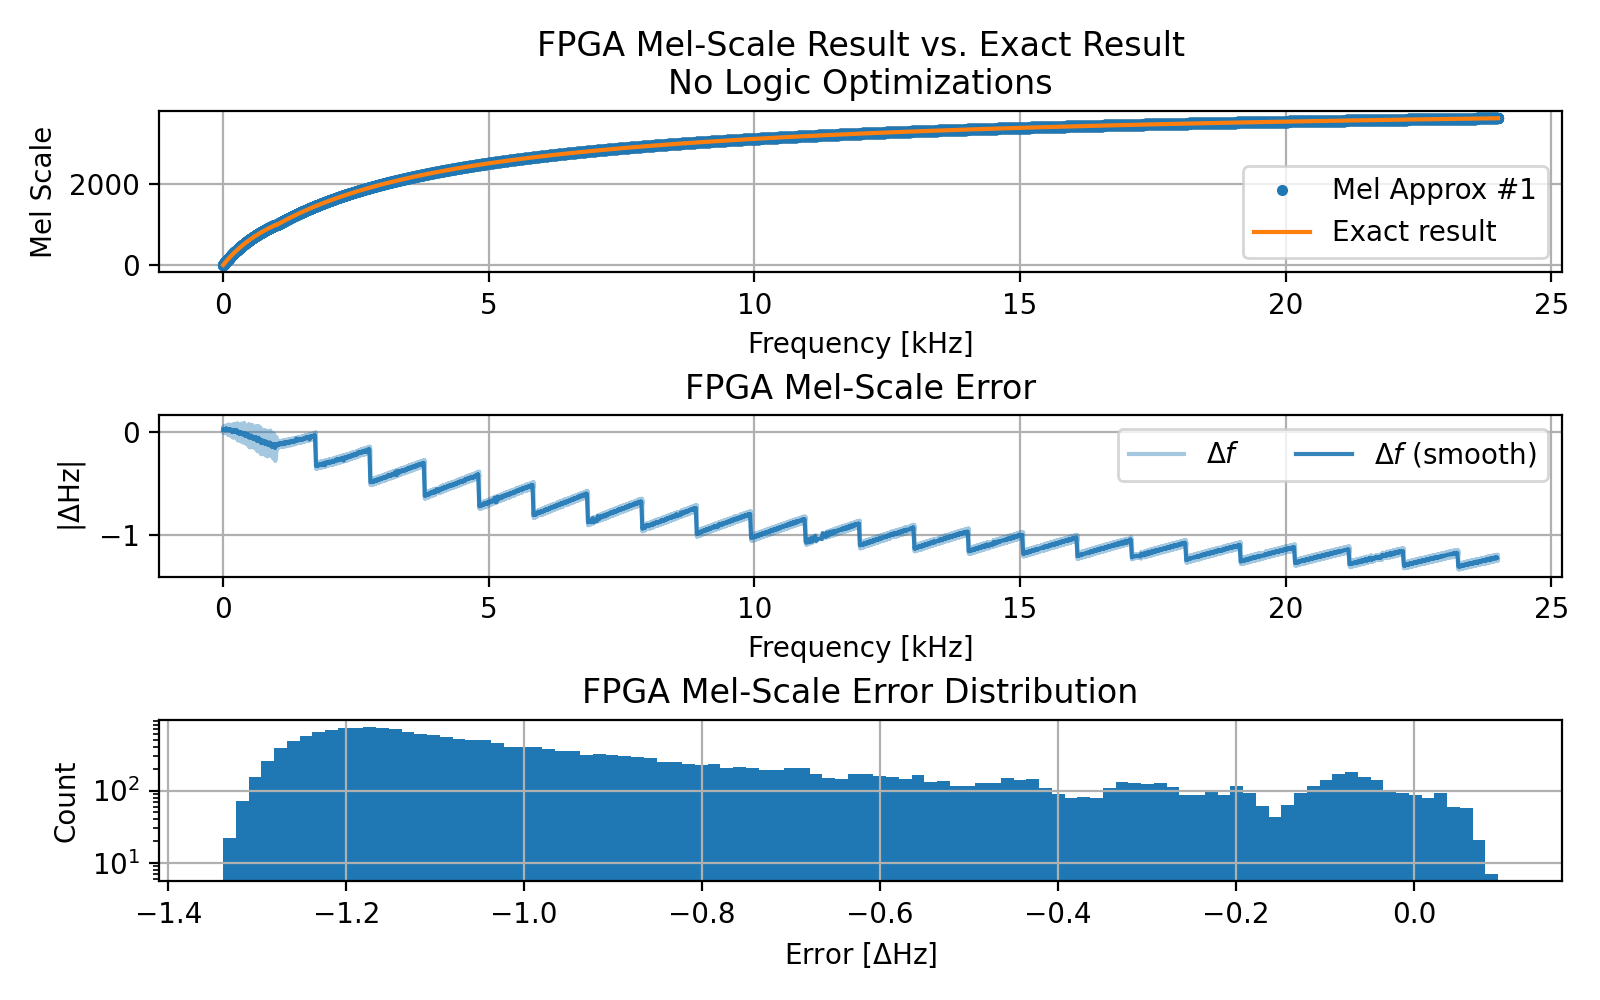 FPGA Mel-Scale Result vs. Exact Result
No Logic Optimizations
Mel Scale
2000
0
Mel Approx #1
Exact result
0 5 10 15 20 25
Frequency [kHz]
FPGA Mel-Scale Error
|ΔHz|
0
−1
Δf Δf (smooth)
0 5 10 15 20 25
Frequency [kHz]
FPGA Mel-Scale Error Distribution
Count
10²
10¹
−1.4 −1.2 −1.0 −0.8 −0.6 −0.4 −0.2 0.0
Error [ΔHz]